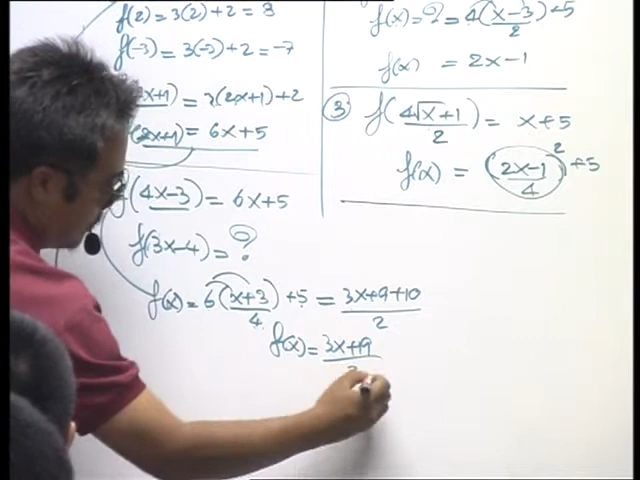 f(2) = 3(2)+2 = 8
f(-3) = 3(-3)+2 = -7
(2x+1) = 3(2x+1)+2
(2x+1) = 6x+5
f(4x-3) = 6x+5
f(3x-4) = ?
f(x) = 6(x+3)/4 +5 = 3x+9+10/2
f(x) = 3x+19
f(x) = ? = 4(x-3)/2 +5
f(x) = 2x-1
③ f(4√x+1/2) = x+5
f(x) = (2x-1/4)² +5